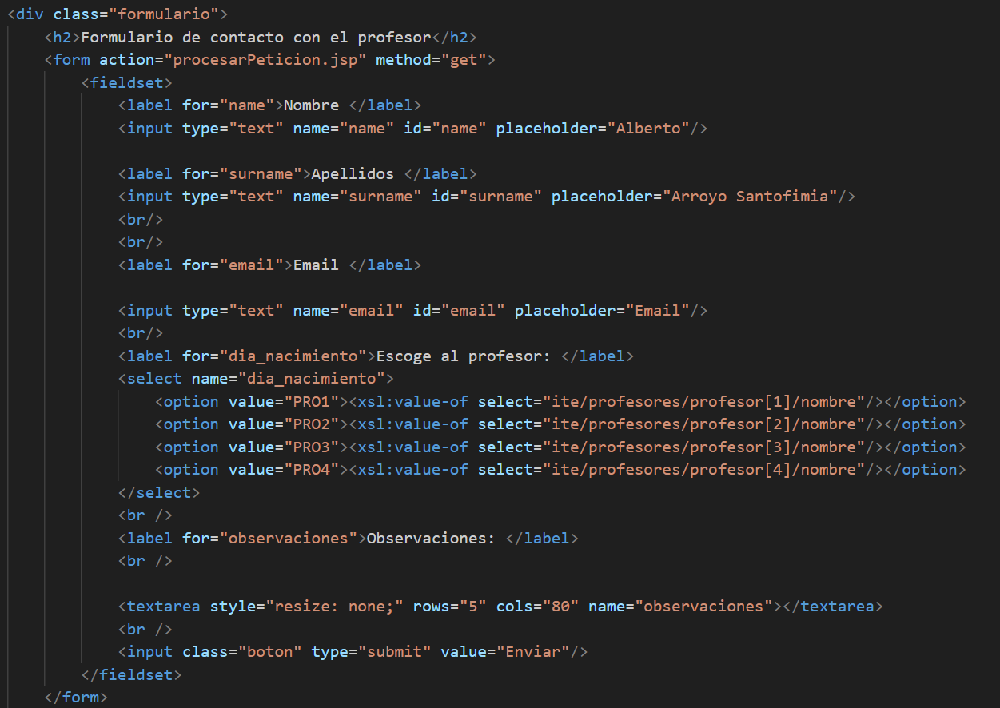 <div class="formulario">
<h2>Formulario de contacto con el profesor</h2>
<form action="procesarPeticion.jsp" method="get">
<fieldset>
<label for="name">Nombre </label>
<input type="text" name="name" id="name" placeholder="Alberto"/>
<label for="surname">Apellidos </label>
<input type="text" name="surname" id="surname" placeholder="Arroyo Santofimia"/>
<br/>
<br/>
<label for="email">Email </label>
<input type="text" name="email" id="email" placeholder="Email"/>
<br/>
<label for="dia_nacimiento">Escoge al profesor: </label>
<select name="dia_nacimiento">
<option value="PRO1"><xsl:value-of select="ite/profesores/profesor[1]/nombre"/></option>
<option value="PRO2"><xsl:value-of select="ite/profesores/profesor[2]/nombre"/></option>
<option value="PRO3"><xsl:value-of select="ite/profesores/profesor[3]/nombre"/></option>
<option value="PRO4"><xsl:value-of select="ite/profesores/profesor[4]/nombre"/></option>
</select>
<br />
<label for="observaciones">Observaciones: </label>
<br />
<textarea style="resize: none;" rows="5" cols="80" name="observaciones"></textarea>
<br />
<input class="boton" type="submit" value="Enviar"/>
</fieldset>
</form>